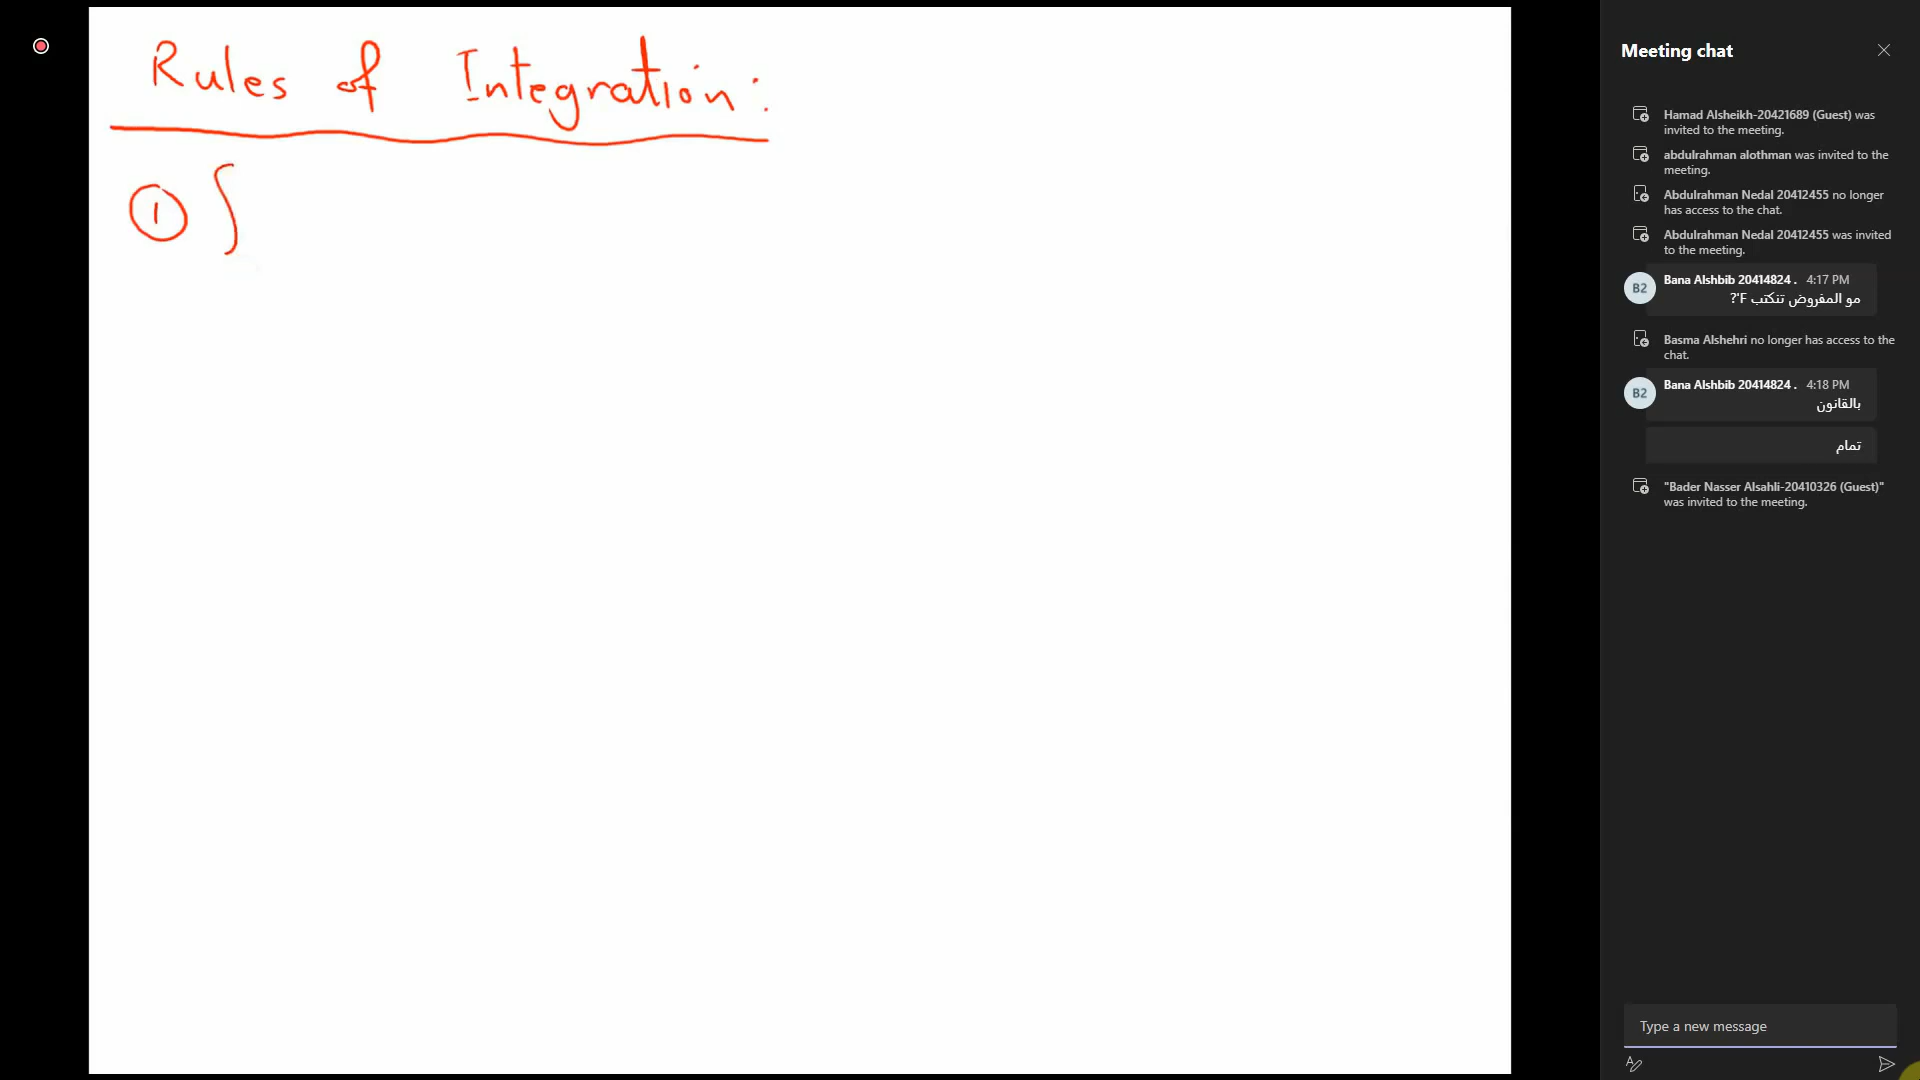 Rules of Integration:
① ∫
Meeting chat
Hamad Alsheikh-20421689 (Guest) was
invited to the meeting.
abdulrahman alothman was invited to the
meeting.
Abdulrahman Nedal 20412455 no longer
has access to the chat.
Abdulrahman Nedal 20412455 was invited
to the meeting.
B2
Bana Alshbib 20414824 . 4:17 PM
مو المفروض تنكتب F'?
Basma Alshehri no longer has access to the
chat.
B2
Bana Alshbib 20414824 . 4:18 PM
بالقانون
تمام
"Bader Nasser Alsahli-20410326 (Guest)"
was invited to the meeting.
Type a new message